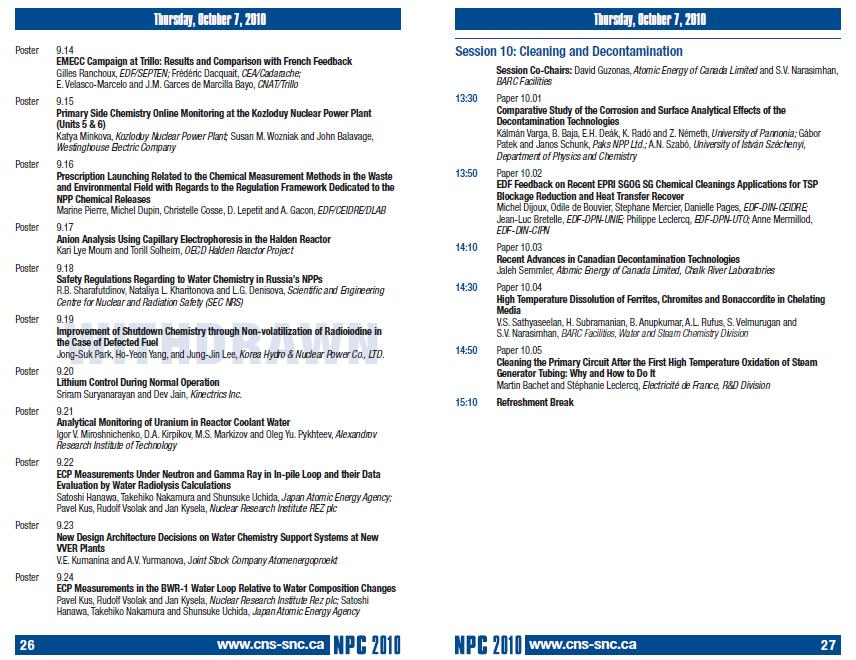 Thursday, October 7, 2010
Poster 9.14
EMECC Campaign at Trillo: Results and Comparison with French Feedback
Gilles Ranchoux, EDF/SEPTEN; Frédéric Dacquait, CEA/Cadarache;
E. Velasco-Marcelo and J.M. Garces de Marcilla Bayo, CNAT/Trillo
Poster 9.15
Primary Side Chemistry Online Monitoring at the Kozloduy Nuclear Power Plant
(Units 5 & 6)
Katya Minkova, Kozloduy Nuclear Power Plant; Susan M. Wozniak and John Balavage,
Westinghouse Electric Company
Poster 9.16
Prescription Launching Related to the Chemical Measurement Methods in the Waste
and Environmental Field with Regards to the Regulation Framework Dedicated to the
NPP Chemical Releases
Marine Pierre, Michel Dupin, Christelle Cosse, D. Lepetit and A. Gacon, EDF/CEIDRE/DLAB
Poster 9.17
Anion Analysis Using Capillary Electrophoresis in the Halden Reactor
Kari Lye Moum and Torill Solheim, OECD Halden Reactor Project
Poster 9.18
Safety Regulations Regarding to Water Chemistry in Russia's NPPs
R.B. Sharafutdinov, Nataliya L. Kharitonova and L.G. Denisova, Scientific and Engineering
Centre for Nuclear and Radiation Safety (SEC NRS)
Poster 9.19
WITHDRAWN
Improvement of Shutdown Chemistry through Non-volatilization of Radioiodine in
the Case of Defected Fuel
Jong-Suk Park, Ho-Yeon Yang, and Jung-Jin Lee, Korea Hydro & Nuclear Power Co., LTD.
Poster 9.20
Lithium Control During Normal Operation
Sriram Suryanarayan and Dev Jain, Kinectrics Inc.
Poster 9.21
Analytical Monitoring of Uranium in Reactor Coolant Water
Igor V. Miroshnichenko, D.A. Kirpikov, M.S. Markizov and Oleg Yu. Pykhteev, Alexandrov
Research Institute of Technology
Poster 9.22
ECP Measurements Under Neutron and Gamma Ray in In-pile Loop and their Data
Evaluation by Water Radiolysis Calculations
Satoshi Hanawa, Takehiko Nakamura and Shunsuke Uchida, Japan Atomic Energy Agency;
Pavel Kus, Rudolf Vsolak and Jan Kysela, Nuclear Research Institute REZ plc
Poster 9.23
New Design Architecture Decisions on Water Chemistry Support Systems at New
VVER Plants
V.E. Kumanina and A.V. Yurmanova, Joint Stock Company Atomenergoproekt
Poster 9.24
ECP Measurements in the BWR-1 Water Loop Relative to Water Composition Changes
Pavel Kus, Rudolf Vsolak and Jan Kysela, Nuclear Research Institute Rez plc; Satoshi
Hanawa, Takehiko Nakamura and Shunsuke Uchida, Japan Atomic Energy Agency
26 www.cns-snc.ca NPC 2010
Thursday, October 7, 2010
Session 10: Cleaning and Decontamination
Session Co-Chairs: David Guzonas, Atomic Energy of Canada Limited and S.V. Narasimhan,
BARC Facilities
13:30 Paper 10.01
Comparative Study of the Corrosion and Surface Analytical Effects of the
Decontamination Technologies
Kálmán Varga, B. Baja, E.H. Deák, K. Radó and Z. Németh, University of Pannonia; Gábor
Patek and Janos Schunk, Paks NPP Ltd.; A.N. Szabó, University of István Széchenyi,
Department of Physics and Chemistry
13:50 Paper 10.02
EDF Feedback on Recent EPRI SGOG SG Chemical Cleanings Applications for TSP
Blockage Reduction and Heat Transfer Recover
Michel Dijoux, Odile de Bouvier, Stephane Mercier, Danielle Pages, EDF-DIN-CEIDRE;
Jean-Luc Bretelle, EDF-DPN-UNIE; Philippe Leclercq, EDF-DPN-UTO; Anne Mermillod,
EDF-DIN-CIPN
14:10 Paper 10.03
Recent Advances in Canadian Decontamination Technologies
Jaleh Semmler, Atomic Energy of Canada Limited, Chalk River Laboratories
14:30 Paper 10.04
High Temperature Dissolution of Ferrites, Chromites and Bonaccordite in Chelating
Media
V.S. Sathyaseelan, H. Subramanian, B. Anupkumar, A.L. Rufus, S. Velmurugan and
S.V. Narasimhan, BARC Facilities, Water and Steam Chemistry Division
14:50 Paper 10.05
Cleaning the Primary Circuit After the First High Temperature Oxidation of Steam
Generator Tubing: Why and How to Do It
Martin Bachet and Stéphanie Leclercq, Electricité de France, R&D Division
15:10 Refreshment Break
NPC 2010 www.cns-snc.ca 27